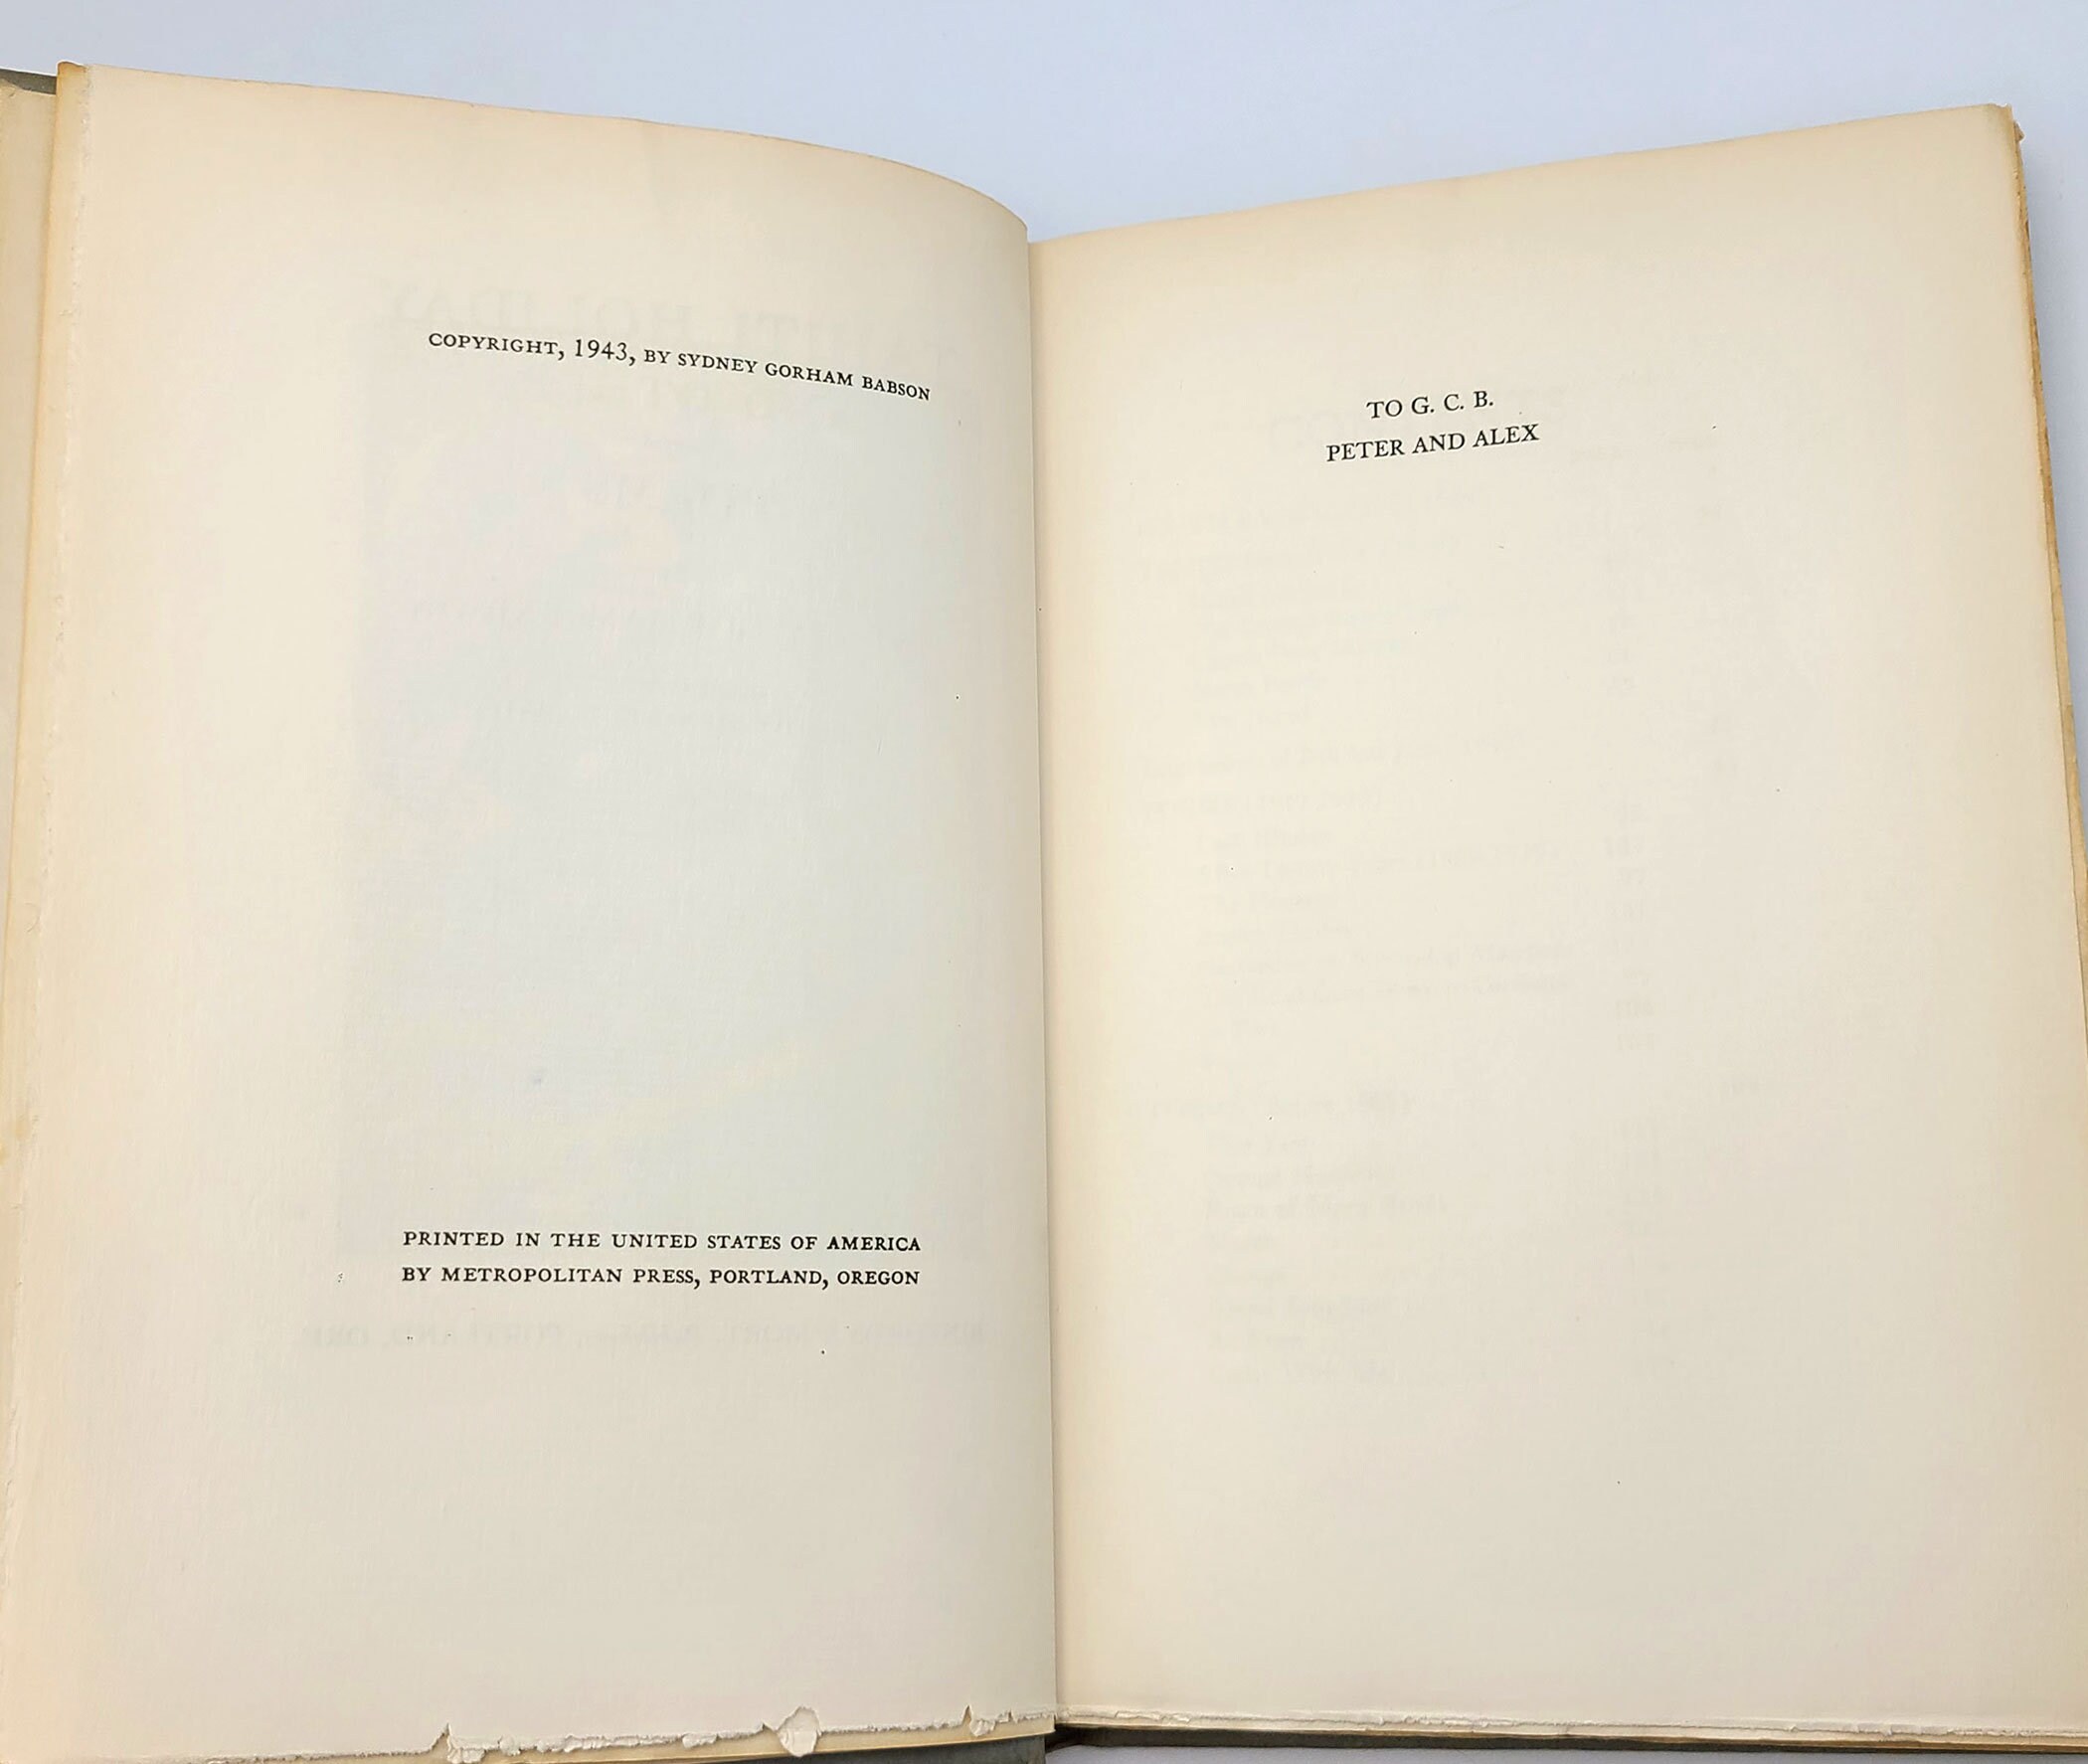 COPYRIGHT, 1943, BY SYDNEY GORHAM BABSON
PRINTED IN THE UNITED STATES OF AMERICA
BY METROPOLITAN PRESS, PORTLAND, OREGON
TO G. C. B.
PETER AND ALEX